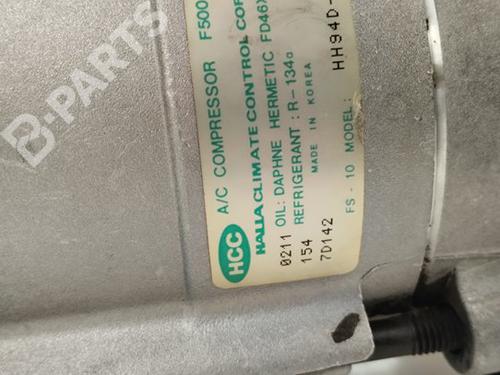 HCC
A/C COMPRESSOR F500
HALLA CLIMATE CONTROL COR
0211 OIL: DAPHNE HERMETIC FD46X
154 REFRIGERANT: R-134a
7D142 MADE IN KOREA
FS-10 MODEL:
HH94D-
B-PARTS